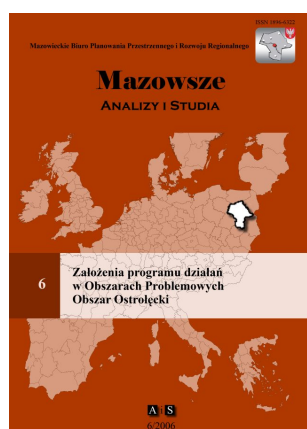 ISSN 1896-6322
Mazowieckie Biuro Planowania Przestrzennego i Rozwoju Regionalnego
Mazowsze
ANALIZY I STUDIA
6
Założenia programu działań
w Obszarach Problemowych
Obszar Ostrołęcki
A i S
6/2006